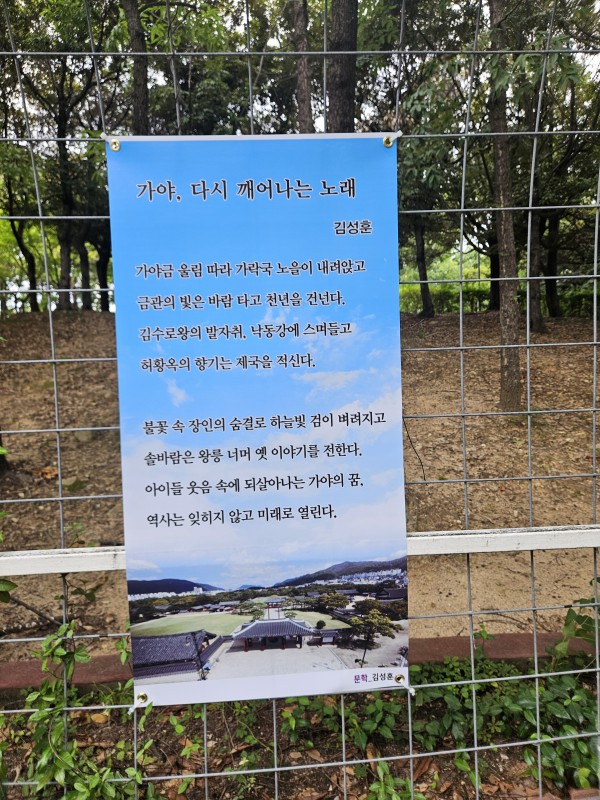 가야, 다시 깨어나는 노래
김성훈
가야금 울림 따라 가락국 노을이 내려앉고
금관의 빛은 바람 타고 천년을 건넌다.
김수로왕의 발자취, 낙동강에 스며들고
허황옥의 향기는 제국을 적신다.
불꽃 속 장인의 숨결로 하늘빛 검이 벼려지고
솔바람은 왕릉 너머 옛 이야기를 전한다.
아이들 웃음 속에 되살아나는 가야의 꿈,
역사는 잊히지 않고 미래로 열린다.
문학_김성훈